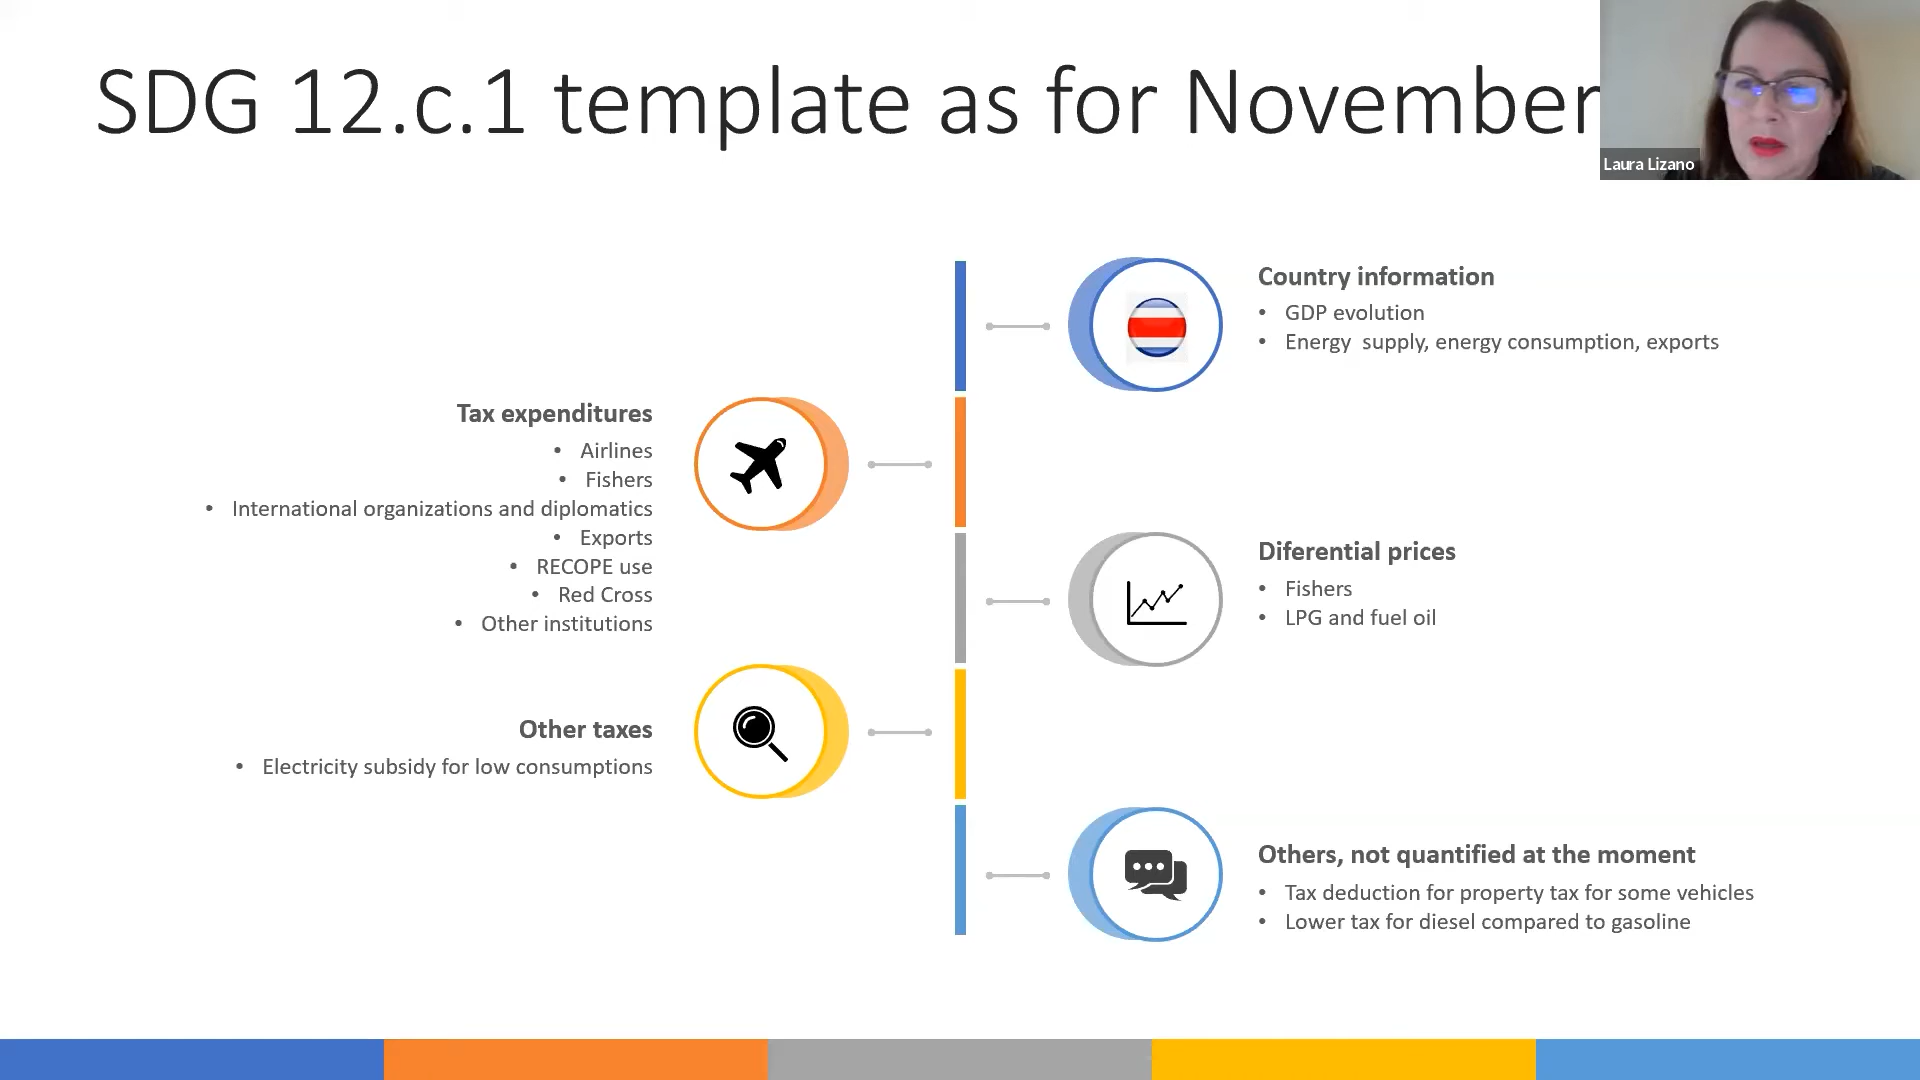 SDG 12.c.1 template as for November
Laura Lizano
Country information
• GDP evolution
• Energy supply, energy consumption, exports
Tax expenditures
• Airlines
• Fishers
• International organizations and diplomatics
• Exports
• RECOPE use
• Red Cross
• Other institutions
Diferential prices
• Fishers
• LPG and fuel oil
Other taxes
• Electricity subsidy for low consumptions
Others, not quantified at the moment
• Tax deduction for property tax for some vehicles
• Lower tax for diesel compared to gasoline